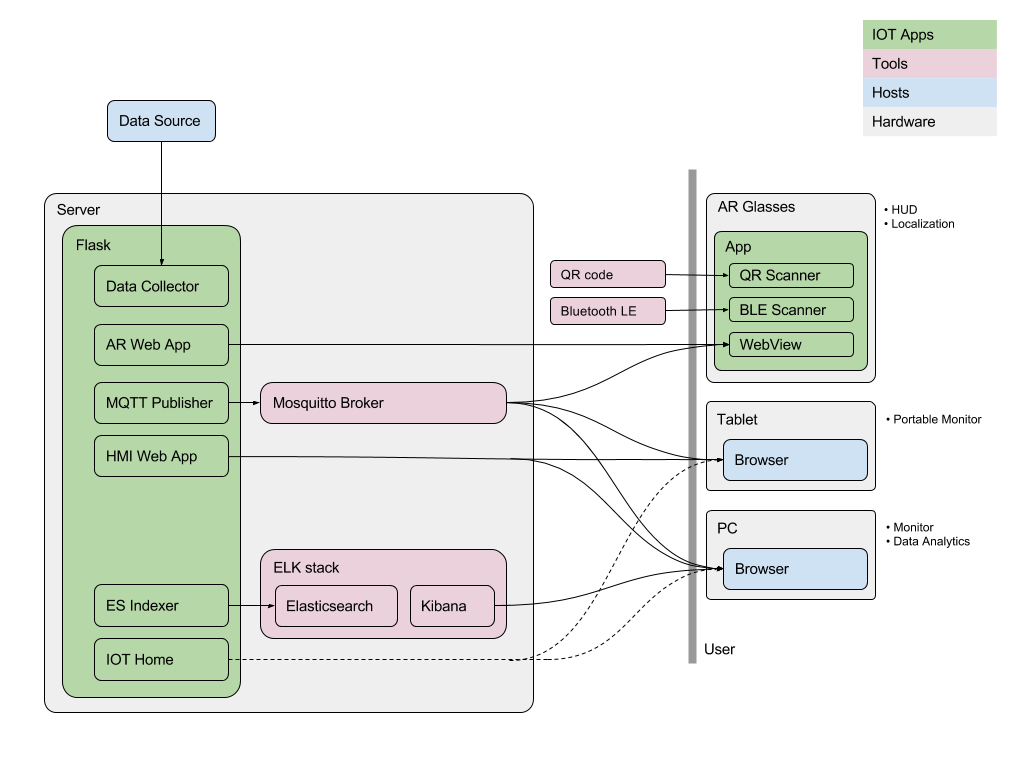 IOT Apps
Tools
Hosts
Hardware
Data Source
Server
Flask
Data Collector
AR Web App
MQTT Publisher
HMI Web App
ES Indexer
IOT Home
Mosquitto Broker
ELK stack
Elasticsearch
Kibana
QR code
Bluetooth LE
AR Glasses
App
QR Scanner
BLE Scanner
WebView
• HUD
• Localization
Tablet
Browser
• Portable Monitor
PC
Browser
• Monitor
• Data Analytics
User